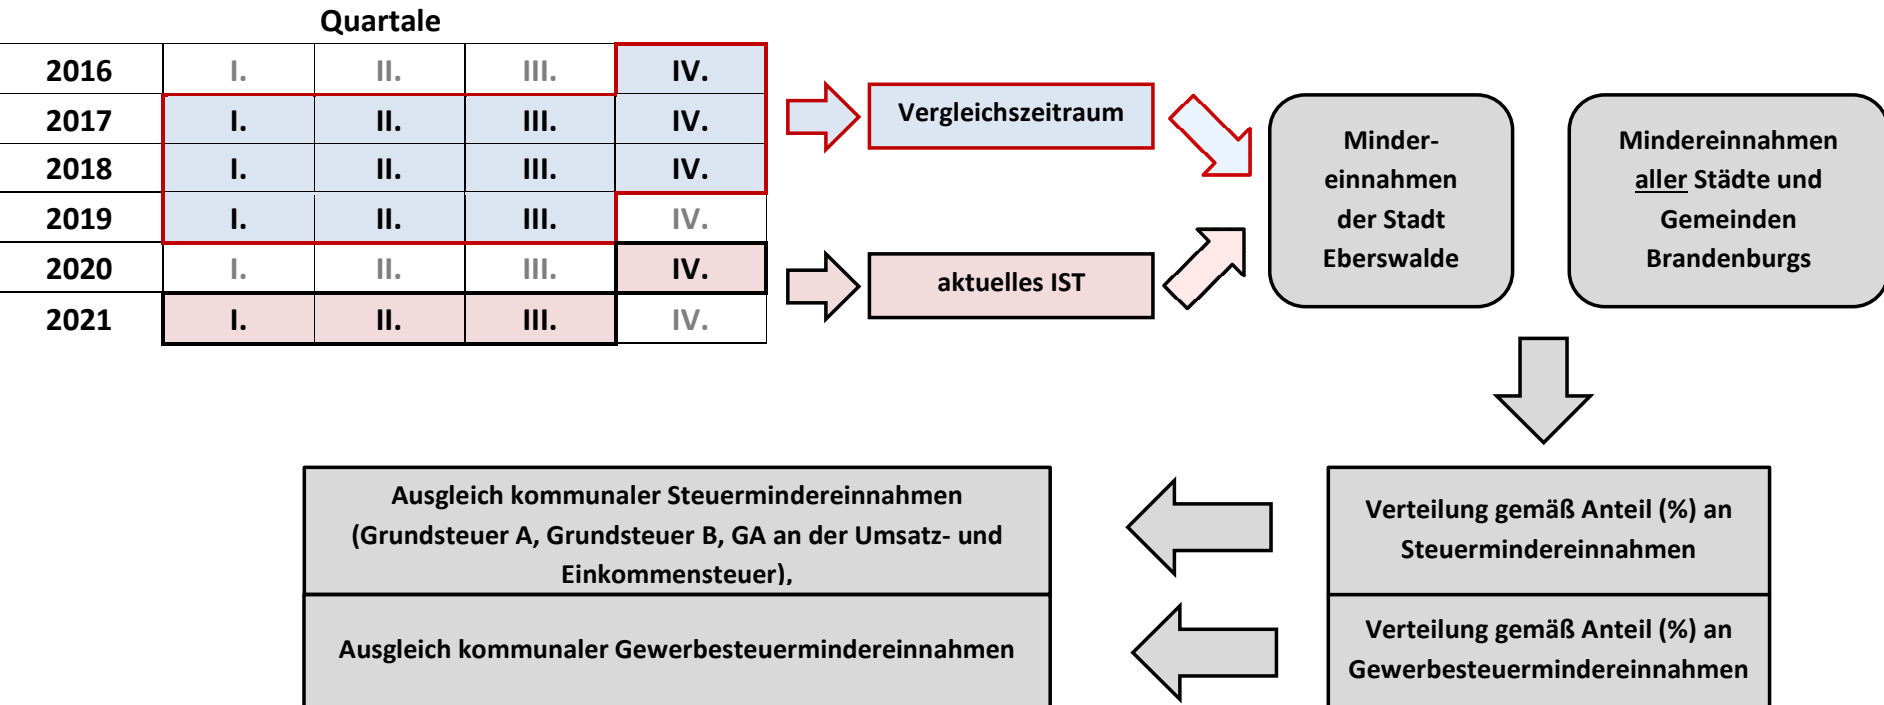 Quartale
2016 I. II. III. IV.
2017 I. II. III. IV.
2018 I. II. III. IV.
2019 I. II. III. IV.
2020 I. II. III. IV.
2021 I. II. III. IV.
Vergleichszeitraum
aktuelles IST
Minder-
einnahmen
der Stadt
Eberswalde
Mindereinnahmen
aller Städte und
Gemeinden
Brandenburgs
Ausgleich kommunaler Steuermindereinnahmen
(Grundsteuer A, Grundsteuer B, GA an der Umsatz- und
Einkommensteuer),
Verteilung gemäß Anteil (%) an
Steuermindereinnahmen
Ausgleich kommunaler Gewerbesteuermindereinnahmen
Verteilung gemäß Anteil (%) an
Gewerbesteuermindereinnahmen